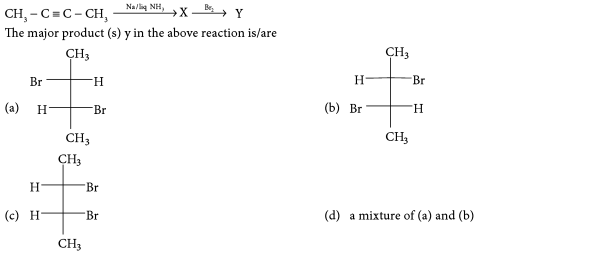 CH₃ – C ≡ C – CH₃ —Na/liq NH₃→ X —Br₂→ Y
The major product (s) y in the above reaction is/are
(a)
CH₃
Br H
H Br
CH₃
(b)
CH₃
H Br
Br H
CH₃
(c)
CH₃
H Br
H Br
CH₃
(d) a mixture of (a) and (b)